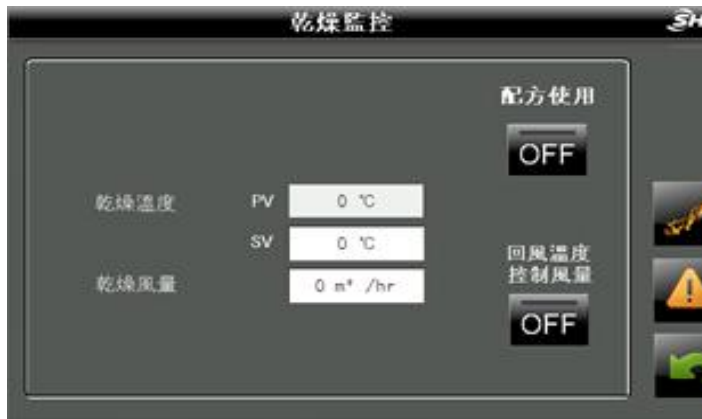 乾燥監控
SH
配方使用
OFF
乾燥溫度 PV 0 ℃
SV 0 ℃
回風溫度
控制風量
乾燥風量 0 m³ /hr
OFF